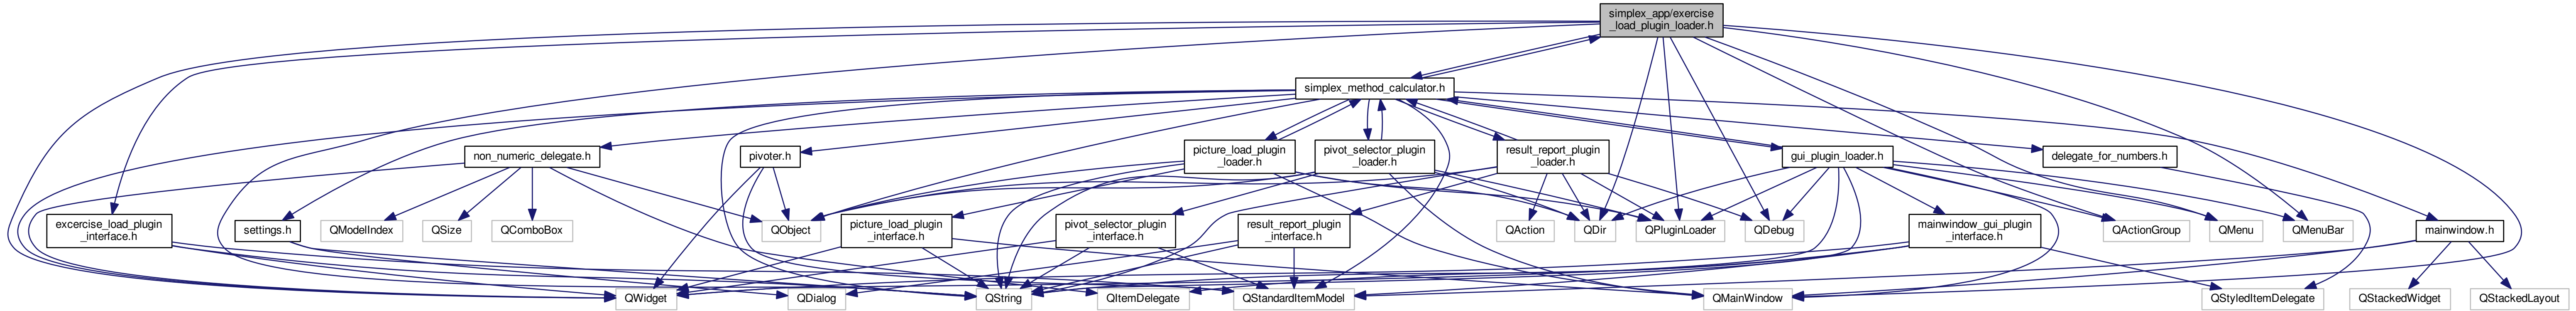 simplex_app/exercise
_load_plugin_loader.h
simplex_method_calculator.h
non_numeric_delegate.h
pivoter.h
picture_load_plugin
_loader.h
pivot_selector_plugin
_loader.h
result_report_plugin
_loader.h
gui_plugin_loader.h
delegate_for_numbers.h
excercise_load_plugin
_interface.h
settings.h
QModelIndex
QSize
QComboBox
QObject
picture_load_plugin
_interface.h
pivot_selector_plugin
_interface.h
result_report_plugin
_interface.h
QAction
QDir
QPluginLoader
QDebug
mainwindow_gui_plugin
_interface.h
QActionGroup
QMenu
QMenuBar
mainwindow.h
QWidget
QDialog
QString
QItemDelegate
QStandardItemModel
QMainWindow
QStyledItemDelegate
QStackedWidget
QStackedLayout